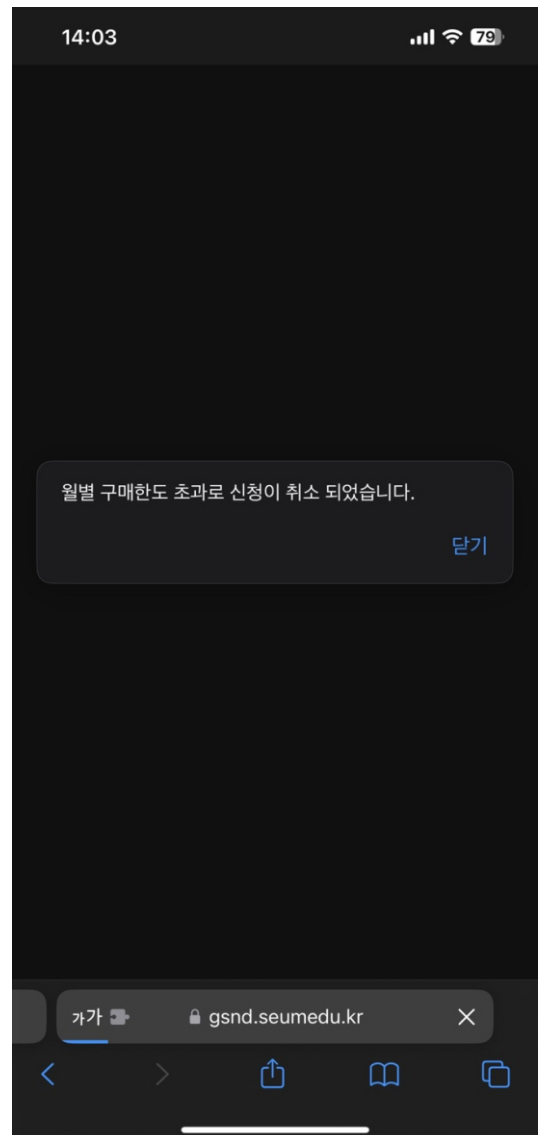 14:03
79
월별 구매한도 초과로 신청이 취소 되었습니다.
닫기
가가 gsnd.seumedu.kr